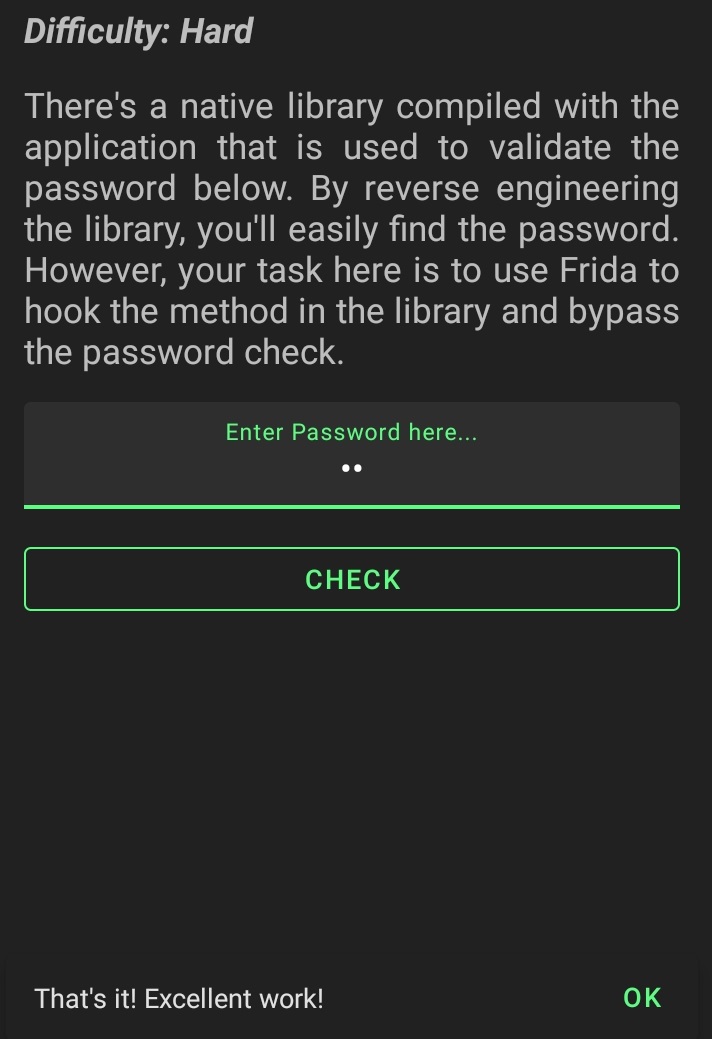 Difficulty: Hard
There's a native library compiled with the
application that is used to validate the
password below. By reverse engineering
the library, you'll easily find the password.
However, your task here is to use Frida to
hook the method in the library and bypass
the password check.
Enter Password here...
••
CHECK
That's it! Excellent work!
OK